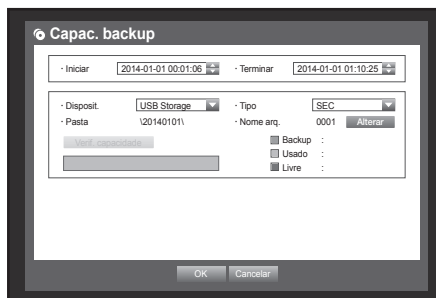 Capac. backup
· Iniciar 2014-01-01 00:01:06 · Terminar 2014-01-01 01:10:25
· Disposit. USB Storage · Tipo SEC
· Pasta \20140101\ · Nome arq. 0001 Alterar
Verif. capacidade Backup :
Usado :
Livre :
OK Cancelar